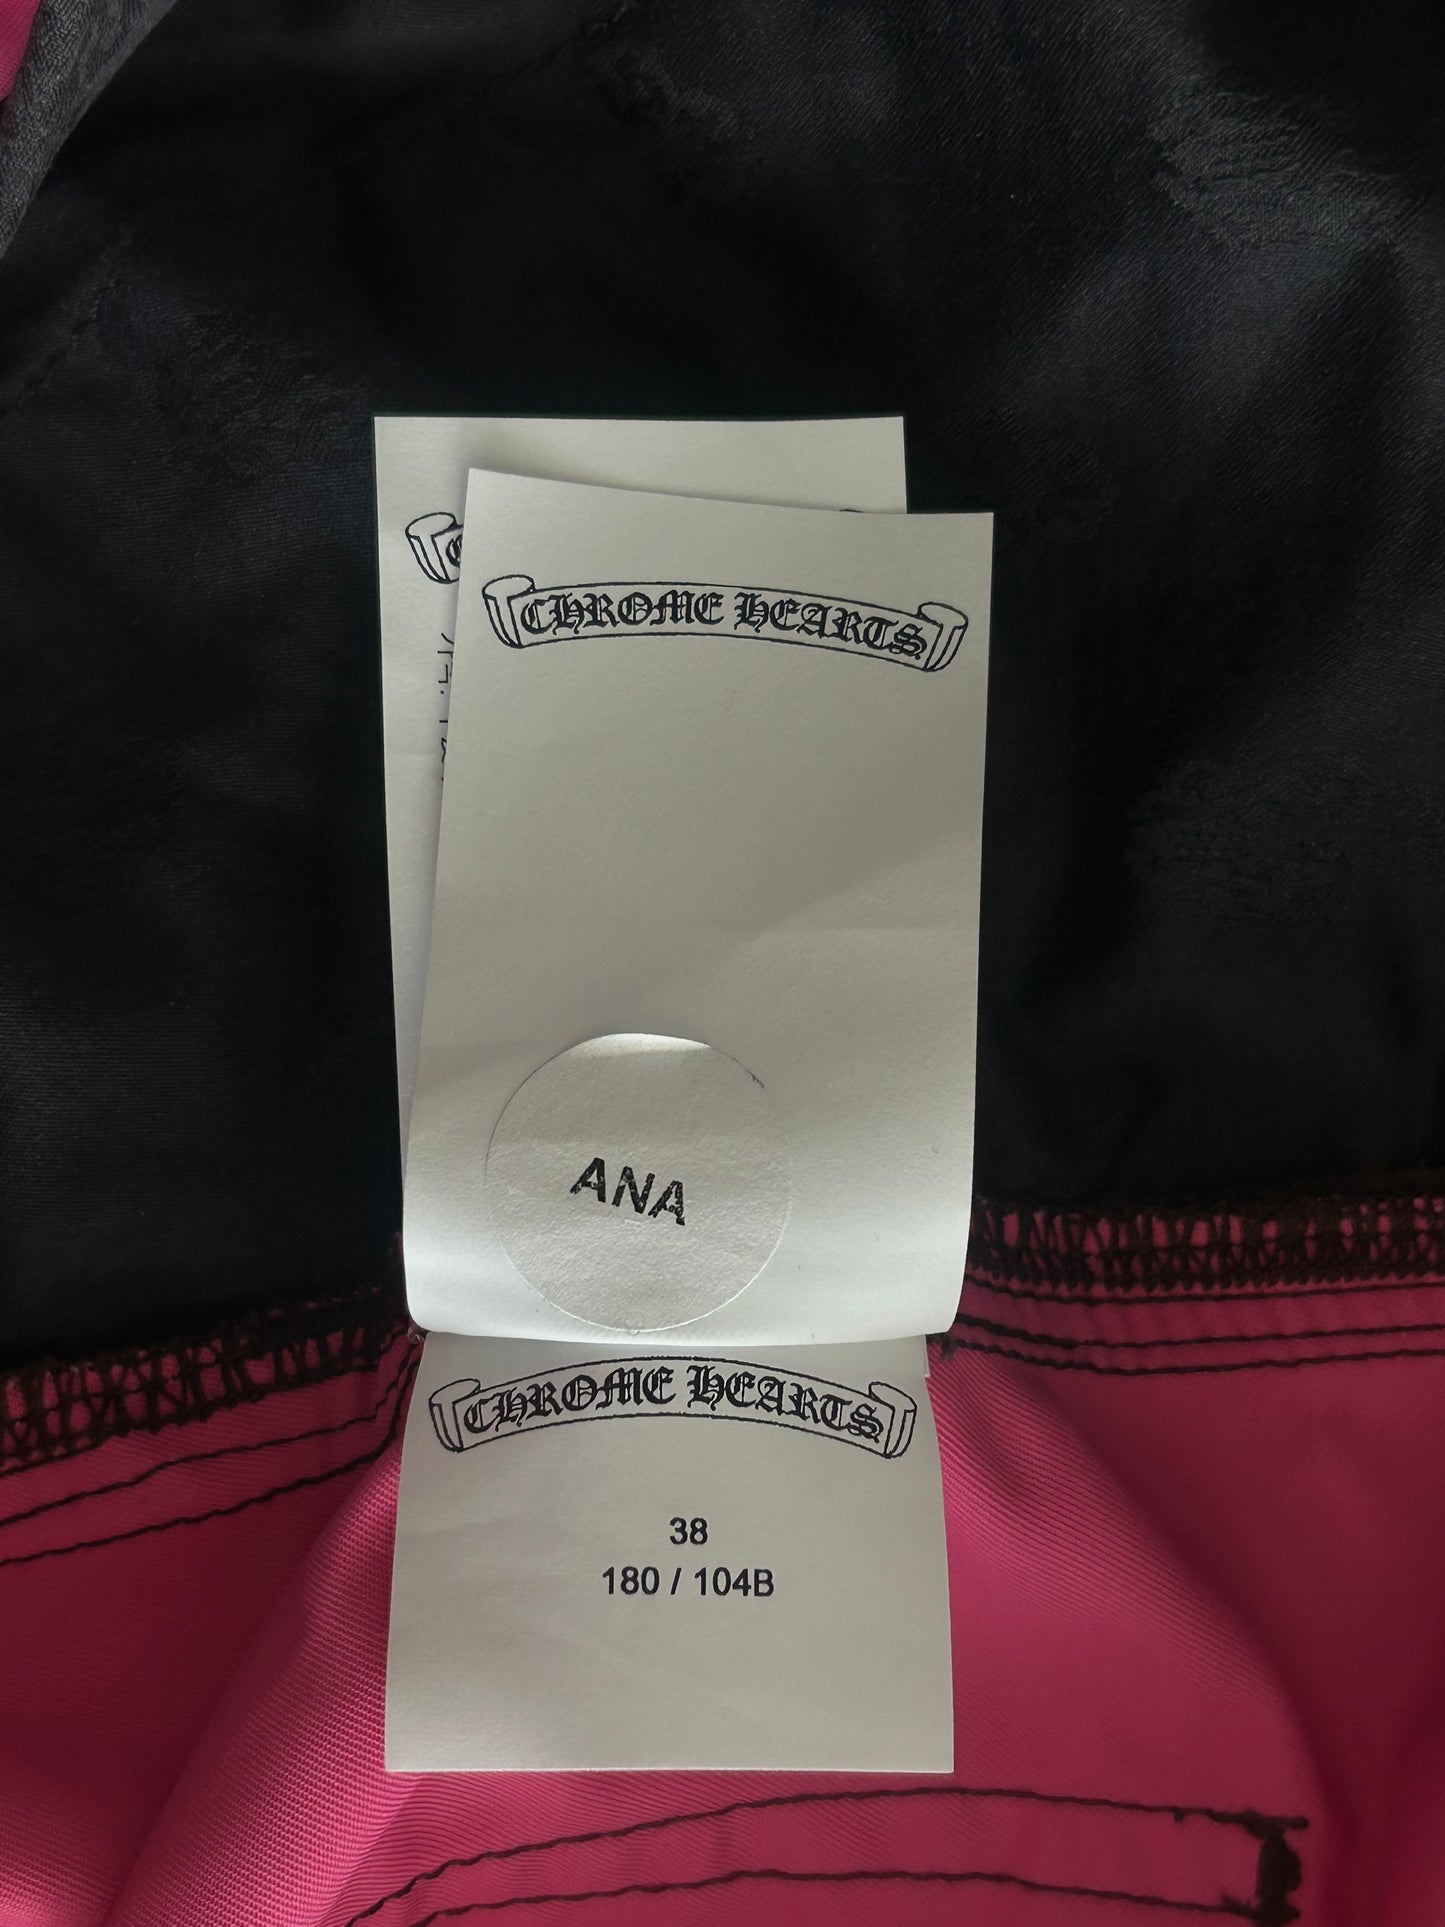 CHROME HEARTS
ANA
CHROME HEARTS
38
180 / 104B